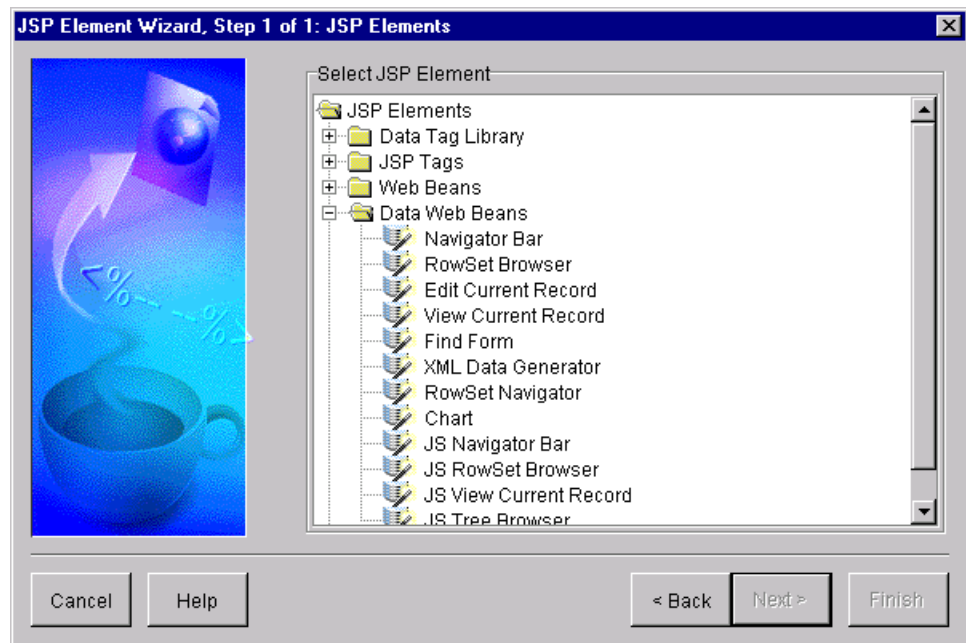 JSP Element Wizard, Step 1 of 1: JSP Elements
Select JSP Element
JSP Elements
Data Tag Library
JSP Tags
Web Beans
Data Web Beans
Navigator Bar
RowSet Browser
Edit Current Record
View Current Record
Find Form
XML Data Generator
RowSet Navigator
Chart
JS Navigator Bar
JS RowSet Browser
JS View Current Record
JS Tree Browser
<%-- --%>
Cancel Help < Back Next > Finish